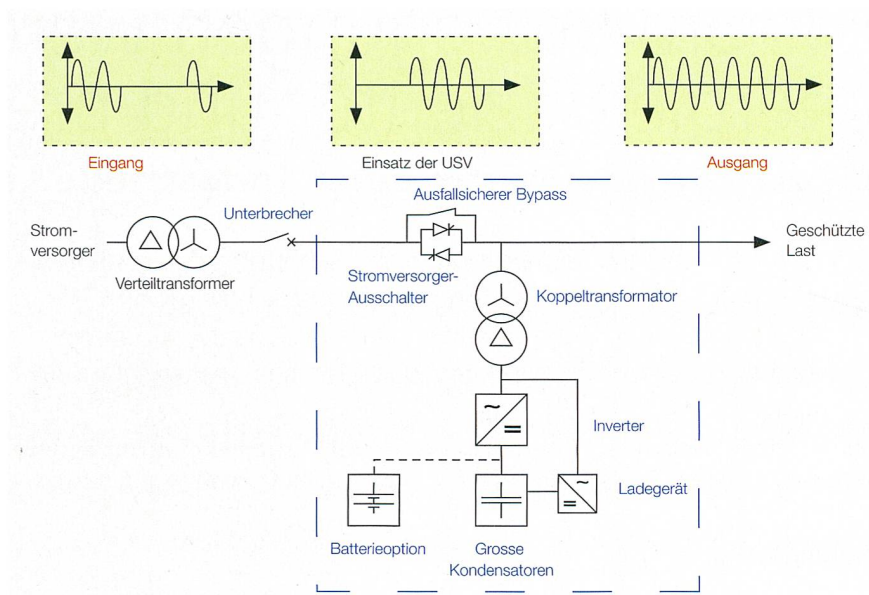 Eingang
Einsatz der USV
Ausgang
Ausfallsicherer Bypass
Unterbrecher
Strom-
versorger
Geschützte
Last
Verteiltransformer
Stromversorger-
Ausschalter
Koppeltransformator
Inverter
Ladegerät
Batterieoption
Grosse
Kondensatoren